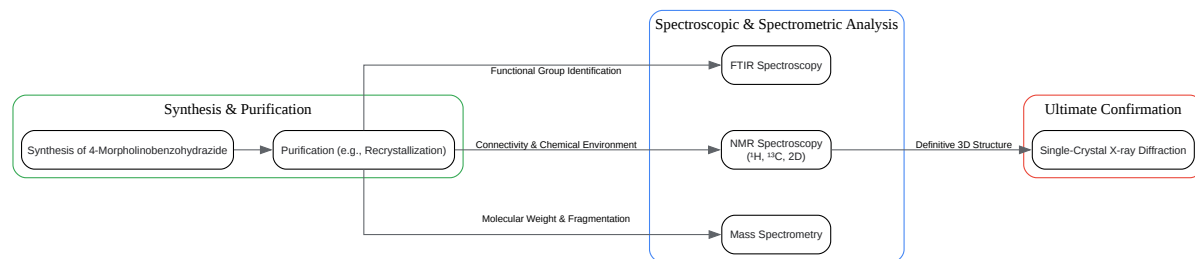 Spectroscopic & Spectrometric Analysis
FTIR Spectroscopy
Functional Group Identification
Synthesis & Purification
Ultimate Confirmation
Synthesis of 4-Morpholinobenzohydrazide
Purification (e.g., Recrystallization)
Connectivity & Chemical Environment
NMR Spectroscopy
(¹H, ¹³C, 2D)
Definitive 3D Structure
Single-Crystal X-ray Diffraction
Molecular Weight & Fragmentation
Mass Spectrometry